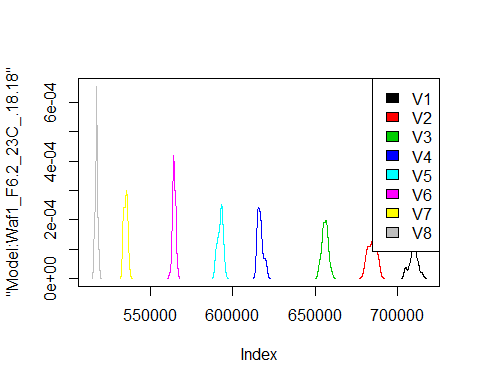 "Model:Waf1_F6.2_23C_.18.18"
6e-04
4e-04
2e-04
0e+00
V1
V2
V3
V4
V5
V6
V7
V8
550000 600000 650000 700000
Index